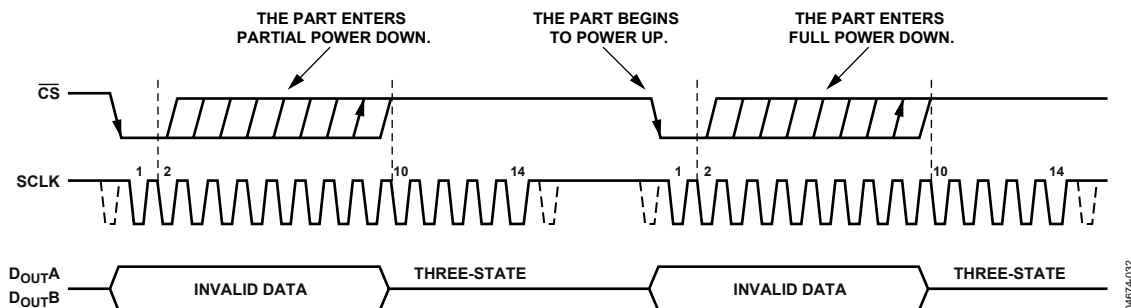 THE PART ENTERS
PARTIAL POWER DOWN.
THE PART BEGINS
TO POWER UP.
THE PART ENTERS
FULL POWER DOWN.
CS
SCLK
1 2 10 14 1 2 10 14
DOUTA
DOUTB
INVALID DATA THREE-STATE INVALID DATA THREE-STATE
04674-032